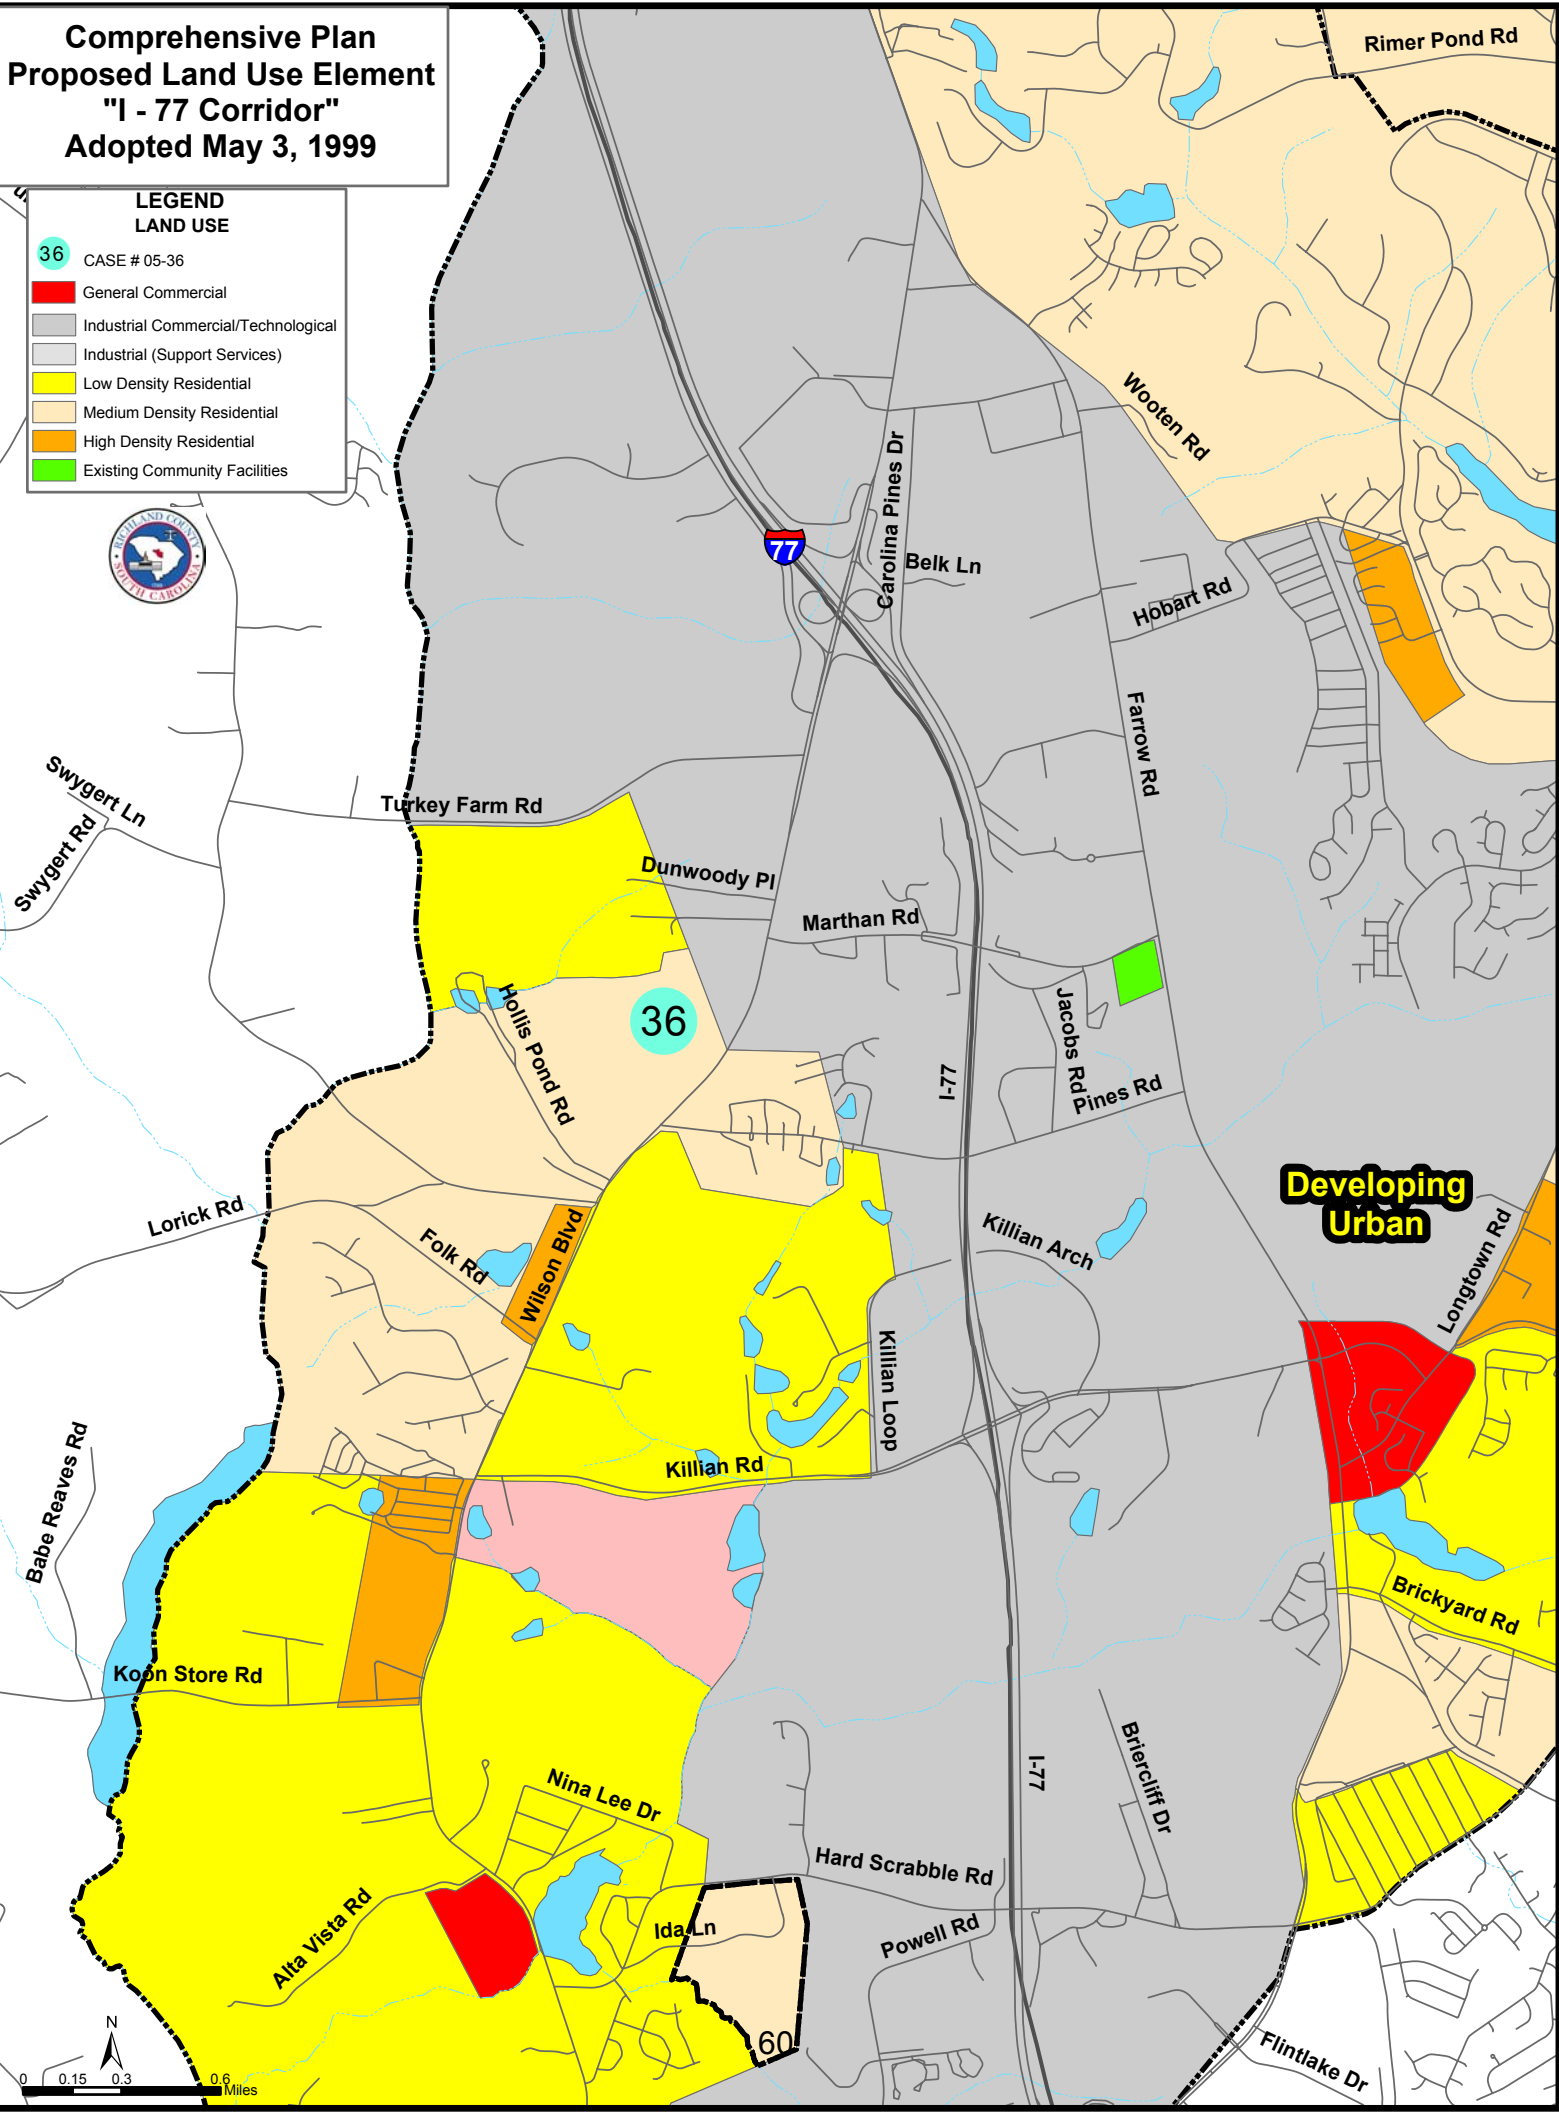 Comprehensive Plan
Proposed Land Use Element
"I - 77 Corridor"
Adopted May 3, 1999
LEGEND
LAND USE
36 CASE # 05-36
General Commercial
Industrial Commercial/Technological
Industrial (Support Services)
Low Density Residential
Medium Density Residential
High Density Residential
Existing Community Facilities
RICHLAND COUNTY
SOUTH CAROLINA
Rimer Pond Rd
Wooten Rd
Carolina Pines Dr
77
Belk Ln
Hobart Rd
Farrow Rd
Swygert Ln
Swygert Rd
Turkey Farm Rd
Dunwoody Pl
Marthan Rd
Hollis Pond Rd
36
Jacobs Rd
I-77
Pines Rd
Developing
Urban
Lorick Rd
Folk Rd
Wilson Blvd
Killian Arch
Longtown Rd
Killian Loop
Killian Rd
Babe Reaves Rd
Brickyard Rd
Koon Store Rd
I-77
Briercliff Dr
Nina Lee Dr
Hard Scrabble Rd
Alta Vista Rd
Ida Ln
Powell Rd
60
Flintlake Dr
N
0 0.15 0.3 0.6
Miles